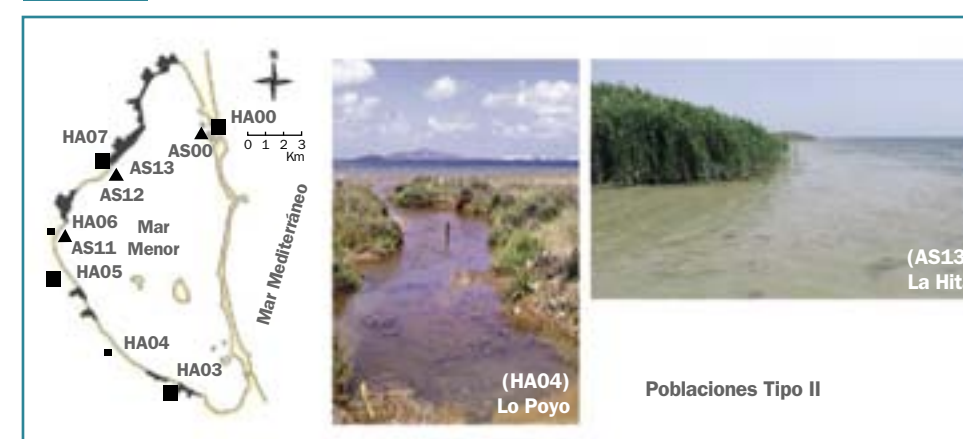 N
HA00
HA07
AS00
0 1 2 3
Km
AS13
AS12
HA06
Mar
Menor
AS11
HA05
Mar Mediterráneo
HA04
HA03
(HA04)
Lo Poyo
(AS13
La Hit
Poblaciones Tipo II